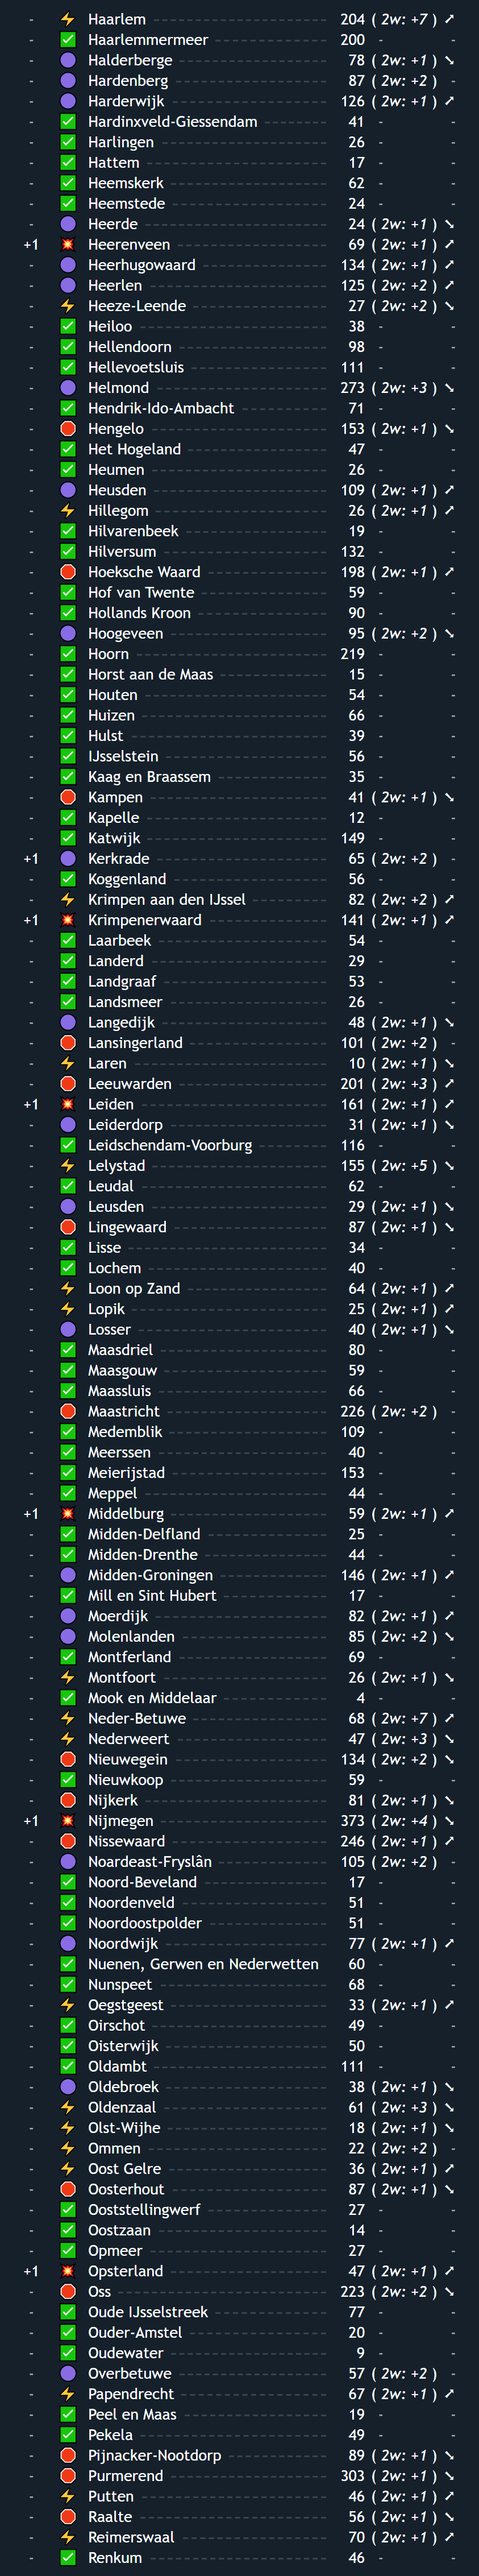 - ⚡ Haarlem 204 ( 2w: +7 ) ↗
- ✅ Haarlemmermeer 200 - -
- 🟣 Halderberge 78 ( 2w: +1 ) ↘
- 🟣 Hardenberg 87 ( 2w: +2 ) -
- 🟣 Harderwijk 126 ( 2w: +1 ) ↗
- ✅ Hardinxveld-Giessendam 41 - -
- ✅ Harlingen 26 - -
- ✅ Hattem 17 - -
- ✅ Heemskerk 62 - -
- ✅ Heemstede 24 - -
- 🟣 Heerde 24 ( 2w: +1 ) ↘
+1 💥 Heerenveen 69 ( 2w: +1 ) ↗
- 🟣 Heerhugowaard 134 ( 2w: +1 ) ↗
- 🟣 Heerlen 125 ( 2w: +2 ) ↗
- ⚡ Heeze-Leende 27 ( 2w: +2 ) ↘
- ✅ Heiloo 38 - -
- ✅ Hellendoorn 98 - -
- ✅ Hellevoetsluis 111 - -
- 🟣 Helmond 273 ( 2w: +3 ) ↘
- ✅ Hendrik-Ido-Ambacht 71 - -
- 🛑 Hengelo 153 ( 2w: +1 ) ↘
- ✅ Het Hogeland 47 - -
- ✅ Heumen 26 - -
- 🟣 Heusden 109 ( 2w: +1 ) ↗
- ⚡ Hillegom 26 ( 2w: +1 ) ↗
- ✅ Hilvarenbeek 19 - -
- ✅ Hilversum 132 - -
- 🛑 Hoeksche Waard 198 ( 2w: +1 ) ↗
- ✅ Hof van Twente 59 - -
- ✅ Hollands Kroon 90 - -
- 🟣 Hoogeveen 95 ( 2w: +2 ) ↘
- ✅ Hoorn 219 - -
- ✅ Horst aan de Maas 15 - -
- ✅ Houten 54 - -
- ✅ Huizen 66 - -
- ✅ Hulst 39 - -
- ✅ IJsselstein 56 - -
- ✅ Kaag en Braassem 35 - -
- 🛑 Kampen 41 ( 2w: +1 ) ↘
- ✅ Kapelle 12 - -
- ✅ Katwijk 149 - -
+1 🟣 Kerkrade 65 ( 2w: +2 ) -
- ✅ Koggenland 56 - -
- ⚡ Krimpen aan den IJssel 82 ( 2w: +2 ) ↗
+1 💥 Krimpenerwaard 141 ( 2w: +1 ) ↗
- ✅ Laarbeek 54 - -
- ✅ Landerd 29 - -
- ✅ Landgraaf 53 - -
- ✅ Landsmeer 26 - -
- 🟣 Langedijk 48 ( 2w: +1 ) ↘
- 🛑 Lansingerland 101 ( 2w: +2 ) -
- ⚡ Laren 10 ( 2w: +1 ) ↘
- 🛑 Leeuwarden 201 ( 2w: +3 ) ↗
+1 💥 Leiden 161 ( 2w: +1 ) ↗
- 🟣 Leiderdorp 31 ( 2w: +1 ) ↘
- ✅ Leidschendam-Voorburg 116 - -
- ⚡ Lelystad 155 ( 2w: +5 ) ↘
- ✅ Leudal 62 - -
- 🟣 Leusden 29 ( 2w: +1 ) ↘
- 🛑 Lingewaard 87 ( 2w: +1 ) ↘
- ✅ Lisse 34 - -
- ✅ Lochem 40 - -
- ⚡ Loon op Zand 64 ( 2w: +1 ) ↗
- ⚡ Lopik 25 ( 2w: +1 ) ↗
- 🟣 Losser 40 ( 2w: +1 ) ↘
- ✅ Maasdriel 80 - -
- ✅ Maasgouw 59 - -
- ✅ Maassluis 66 - -
- 🛑 Maastricht 226 ( 2w: +2 ) -
- ✅ Medemblik 109 - -
- ✅ Meerssen 40 - -
- ✅ Meierijstad 153 - -
- ✅ Meppel 44 - -
+1 💥 Middelburg 59 ( 2w: +1 ) ↗
- ✅ Midden-Delfland 25 - -
- ✅ Midden-Drenthe 44 - -
- 🟣 Midden-Groningen 146 ( 2w: +1 ) ↗
- ✅ Mill en Sint Hubert 17 - -
- 🟣 Moerdijk 82 ( 2w: +1 ) ↗
- 🟣 Molenlanden 85 ( 2w: +2 ) ↘
- ✅ Montferland 69 - -
- ⚡ Montfoort 26 ( 2w: +1 ) ↘
- ✅ Mook en Middelaar 4 - -
- ⚡ Neder-Betuwe 68 ( 2w: +7 ) ↗
- ⚡ Nederweert 47 ( 2w: +3 ) ↘
- 🛑 Nieuwegein 134 ( 2w: +2 ) ↘
- ✅ Nieuwkoop 59 - -
- 🛑 Nijkerk 81 ( 2w: +1 ) ↘
+1 💥 Nijmegen 373 ( 2w: +4 ) ↘
- 🛑 Nissewaard 246 ( 2w: +1 ) ↗
- 🟣 Noardeast-Fryslân 105 ( 2w: +2 ) -
- ✅ Noord-Beveland 17 - -
- ✅ Noordenveld 51 - -
- ✅ Noordoostpolder 51 - -
- 🟣 Noordwijk 77 ( 2w: +1 ) ↗
- ✅ Nuenen, Gerwen en Nederwetten 60 - -
- ✅ Nunspeet 68 - -
- ⚡ Oegstgeest 33 ( 2w: +1 ) ↗
- ✅ Oirschot 49 - -
- ✅ Oisterwijk 50 - -
- ✅ Oldambt 111 - -
- 🟣 Oldebroek 38 ( 2w: +1 ) ↘
- ⚡ Oldenzaal 61 ( 2w: +3 ) ↘
- ⚡ Olst-Wijhe 18 ( 2w: +1 ) ↘
- ⚡ Ommen 22 ( 2w: +2 ) -
- ⚡ Oost Gelre 36 ( 2w: +1 ) ↗
- 🛑 Oosterhout 87 ( 2w: +1 ) ↘
- ✅ Ooststellingwerf 27 - -
- ✅ Oostzaan 14 - -
- ✅ Opmeer 27 - -
+1 💥 Opsterland 47 ( 2w: +1 ) ↗
- 🛑 Oss 223 ( 2w: +2 ) ↘
- ✅ Oude IJsselstreek 77 - -
- ✅ Ouder-Amstel 20 - -
- ✅ Oudewater 9 - -
- 🟣 Overbetuwe 57 ( 2w: +2 ) -
- ⚡ Papendrecht 67 ( 2w: +1 ) ↗
- ✅ Peel en Maas 19 - -
- ✅ Pekela 49 - -
- 🛑 Pijnacker-Nootdorp 89 ( 2w: +1 ) ↘
- 🛑 Purmerend 303 ( 2w: +1 ) ↘
- ⚡ Putten 46 ( 2w: +1 ) ↗
- 🛑 Raalte 56 ( 2w: +1 ) ↘
- ⚡ Reimerswaal 70 ( 2w: +1 ) ↗
- ✅ Renkum 46 - -